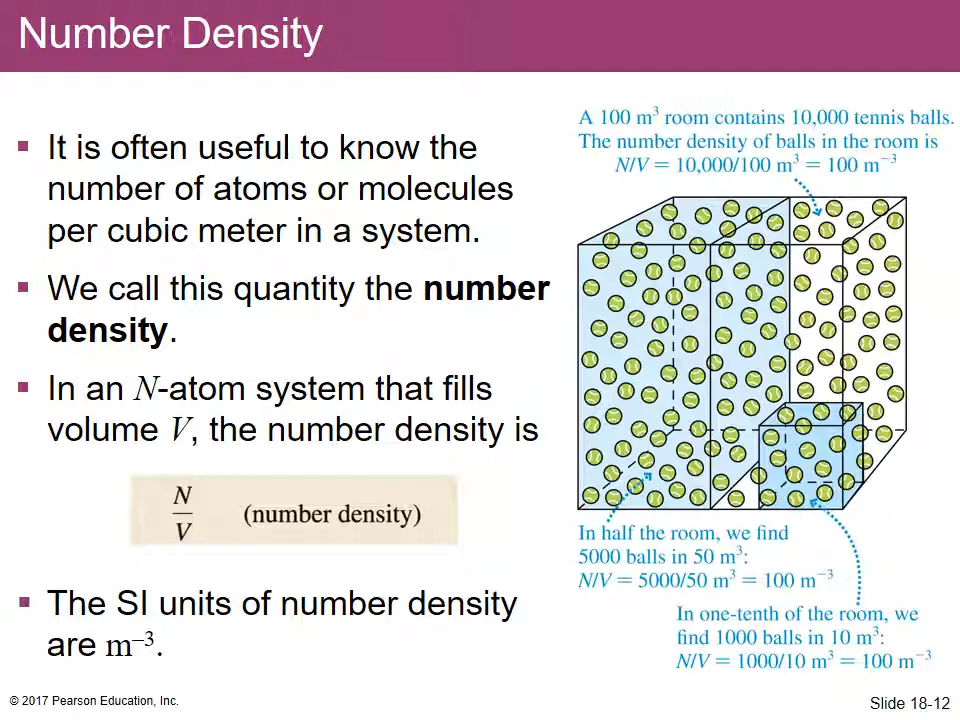 Number Density
▪ It is often useful to know the
number of atoms or molecules
per cubic meter in a system.
▪ We call this quantity the number
density.
▪ In an N-atom system that fills
volume V, the number density is
N
V
(number density)
▪ The SI units of number density
are m⁻³.
A 100 m³ room contains 10,000 tennis balls.
The number density of balls in the room is
N/V = 10,000/100 m³ = 100 m⁻³
In half the room, we find
5000 balls in 50 m³:
N/V = 5000/50 m³ = 100 m⁻³
In one-tenth of the room, we
find 1000 balls in 10 m³:
N/V = 1000/10 m³ = 100 m⁻³
© 2017 Pearson Education, Inc.
Slide 18-12